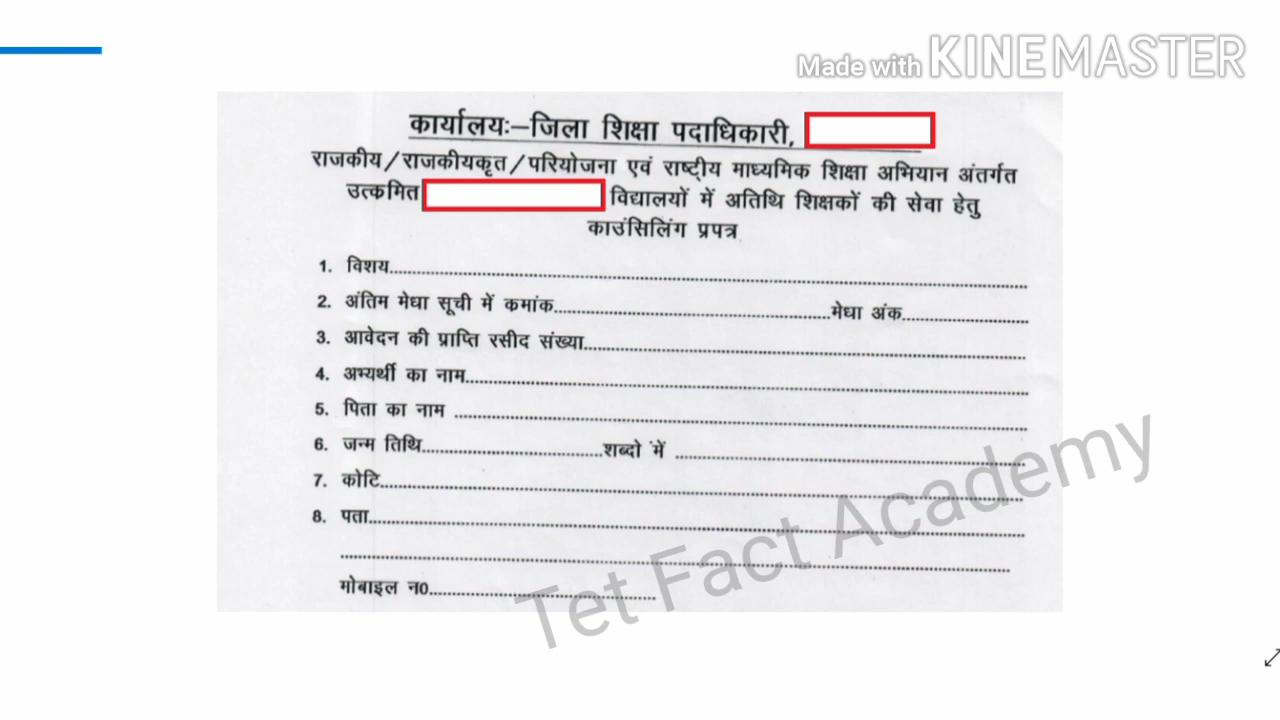 Made with KINEMASTER
कार्यालयः–जिला शिक्षा पदाधिकारी,
राजकीय/राजकीयकृत/परियोजना एवं राष्ट्रीय माध्यमिक शिक्षा अभियान अंतर्गत
उत्कमित विद्यालयों में अतिथि शिक्षकों की सेवा हेतु
काउंसिलिंग प्रपत्र
1. विशय
2. अंतिम मेधा सूची में कमांक मेधा अंक
3. आवेदन की प्राप्ति रसीद संख्या
4. अभ्यर्थी का नाम
5. पिता का नाम
6. जन्म तिथि शब्दो में
7. कोटि
8. पता
मोबाइल न0
Tet Fact Academy